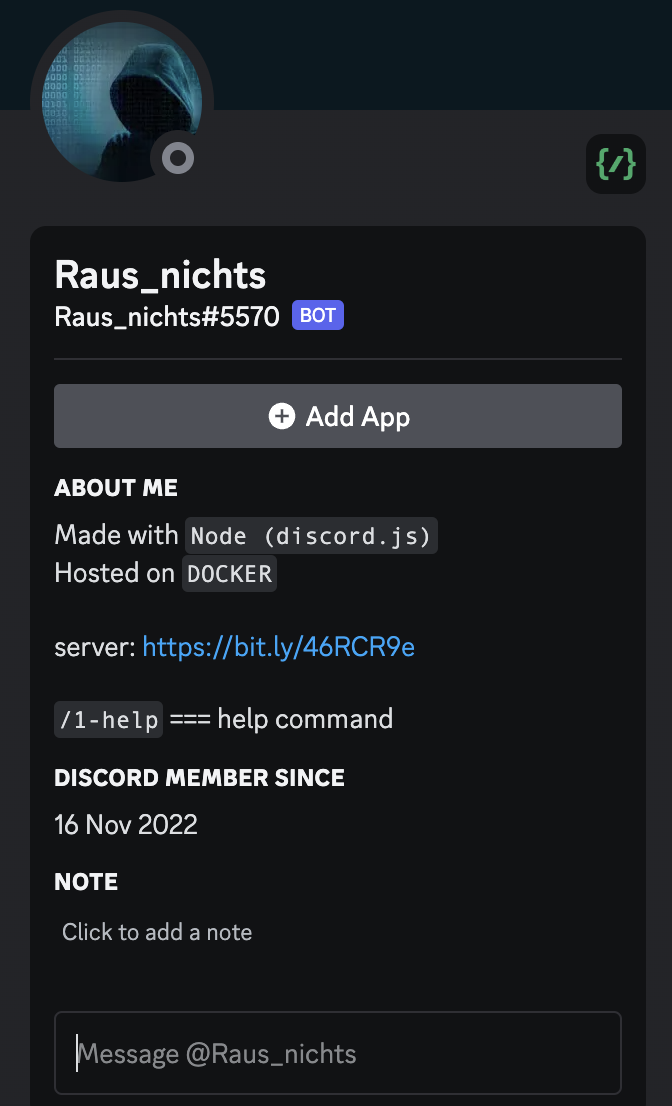 {/}
Raus_nichts
Raus_nichts#5570 BOT
Add App
ABOUT ME
Made with Node (discord.js)
Hosted on DOCKER
server: https://bit.ly/46RCR9e
/1-help === help command
DISCORD MEMBER SINCE
16 Nov 2022
NOTE
Click to add a note
Message @Raus_nichts